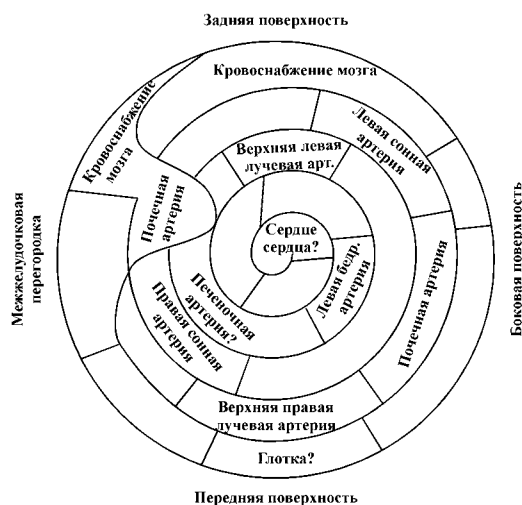 Задняя поверхность
Кровоснабжение мозга
Кровоснабжение
мозга
Левая сонная
артерия
Верхняя левая
лучевая арт.
Почечная
артерия
Межжелудочковая
перегородка
Сердце
сердца?
Левая бедр.
артерия
Боковая поверхность
Печеночная
артерия?
Правая сонная
артерия
Почечная артерия
Верхняя правая
лучевая артерия
Глотка?
Передняя поверхность